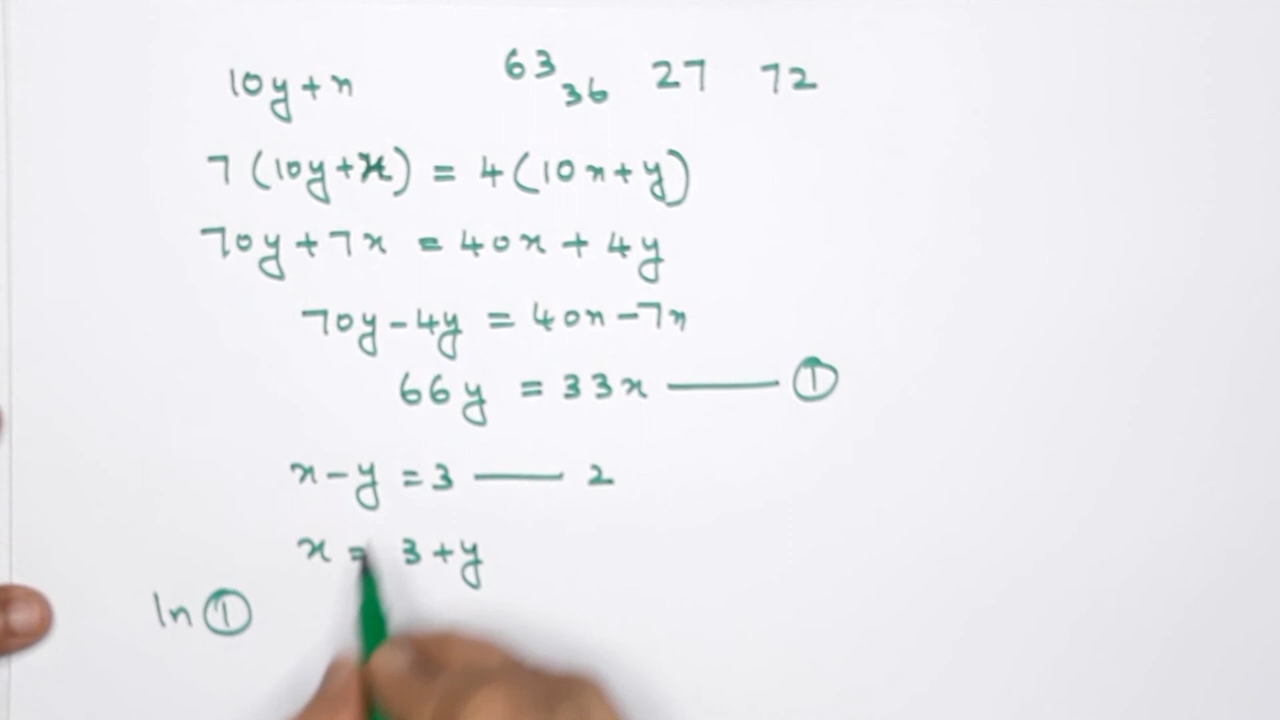 10y+x 63 36 27 72
7(10y+x) = 4(10x+y)
70y+7x = 40x + 4y
70y-4y = 40x-7x
66y = 33x —— ①
x-y = 3 —— 2
x = 3+y
In ①